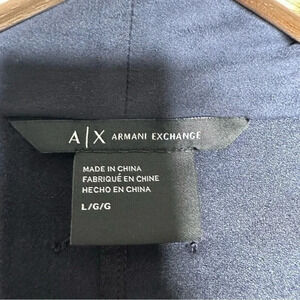 A|X ARMANI EXCHANGE
MADE IN CHINA
FABRIQUÉ EN CHINE
HECHO EN CHINA
L/G/G